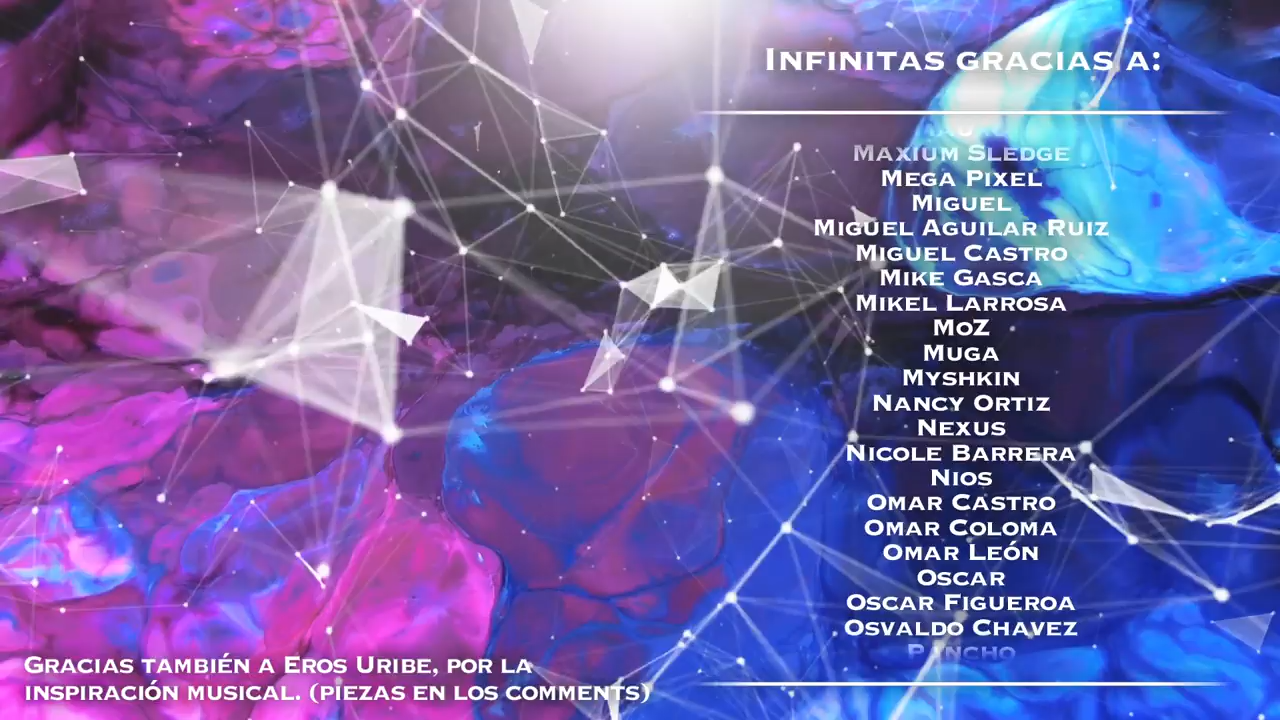 Infinitas gracias a:
Maxium Sledge
Mega Pixel
Miguel
Miguel Aguilar Ruiz
Miguel Castro
Mike Gasca
Mikel Larrosa
MoZ
Muga
Myshkin
Nancy Ortiz
Nexus
Nicole Barrera
Nios
Omar Castro
Omar Coloma
Omar León
Oscar
Oscar Figueroa
Osvaldo Chavez
Pancho
Gracias también a Eros Uribe, por la
inspiración musical. (piezas en los comments)